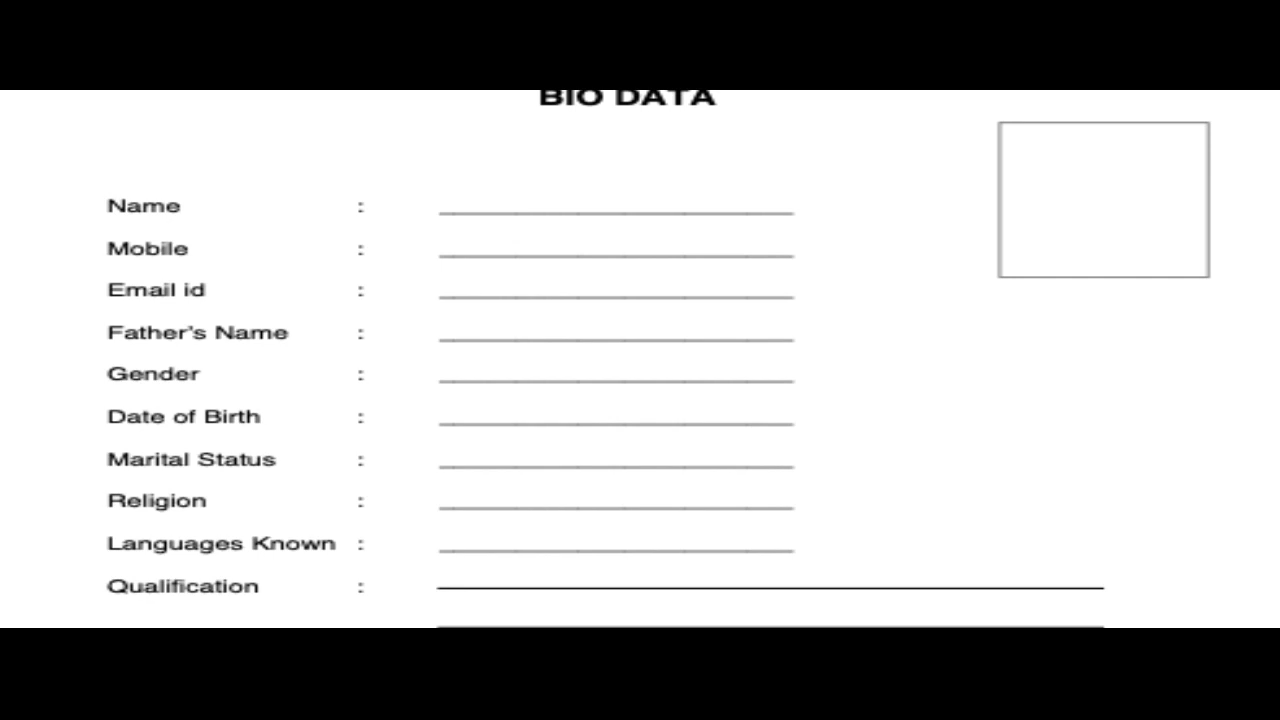 BIO DATA
Name :
Mobile :
Email id :
Father's Name :
Gender :
Date of Birth :
Marital Status :
Religion :
Languages Known :
Qualification :